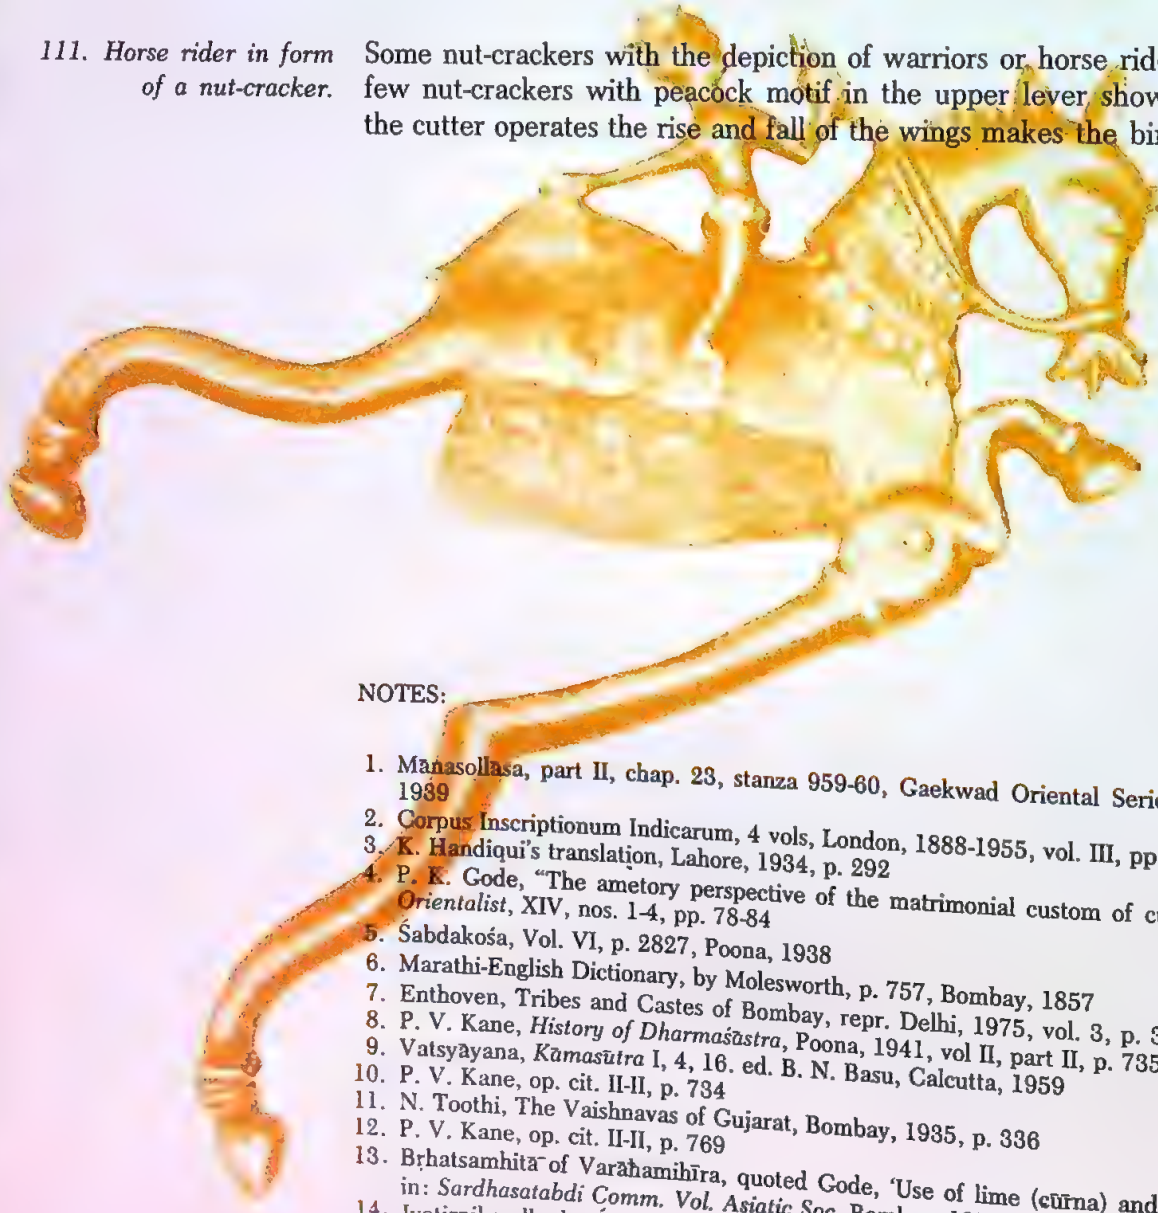 111. Horse rider in form
of a nut-cracker.
Some nut-crackers with the depiction of warriors or horse rid
few nut-crackers with peacock motif in the upper lever show
the cutter operates the rise and fall of the wings makes the bi
NOTES:
1. Mānasollāsa, part II, chap. 23, stanza 959-60, Gaekwad Oriental Seri
1939
2. Corpus Inscriptionum Indicarum, 4 vols, London, 1888-1955, vol. III, pp
3. K. Handiqui's translation, Lahore, 1934, p. 292
4. P. K. Gode, “The ametory perspective of the matrimonial custom of c
Orientalist, XIV, nos. 1-4, pp. 78-84
5. Śabdakośa, Vol. VI, p. 2827, Poona, 1938
6. Marathi-English Dictionary, by Molesworth, p. 757, Bombay, 1857
7. Enthoven, Tribes and Castes of Bombay, repr. Delhi, 1975, vol. 3, p. 3
8. P. V. Kane, History of Dharmaśāstra, Poona, 1941, vol II, part II, p. 735
9. Vatsyāyana, Kāmasūtra I, 4, 16. ed. B. N. Basu, Calcutta, 1959
10. P. V. Kane, op. cit. II-II, p. 734
11. N. Toothi, The Vaishnavas of Gujarat, Bombay, 1935, p. 336
12. P. V. Kane, op. cit. II-II, p. 769
13. Bṛhatsamhitā of Varāhamihīra, quoted Gode, 'Use of lime (cūrna) and
in: Sardhasatabdi Comm. Vol. Asiatic Soc.
14.